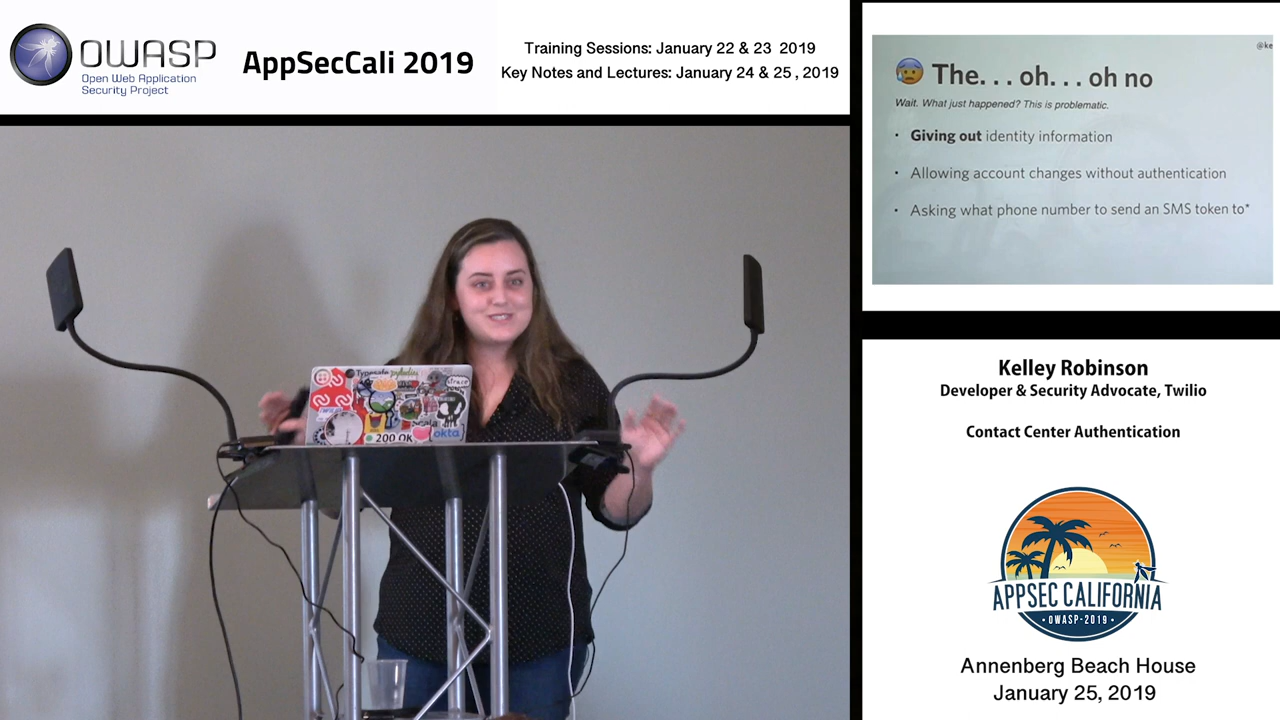 OWASP
Open Web Application
Security Project
AppSecCali 2019
Training Sessions: January 22 & 23 2019
Key Notes and Lectures: January 24 & 25 , 2019
@ke
The. . . oh. . . oh no
Wait. What just happened? This is problematic.
• Giving out identity information
• Allowing account changes without authentication
• Asking what phone number to send an SMS token to*
Typesafe
200 OK
okta
Kelley Robinson
Developer & Security Advocate, Twilio
Contact Center Authentication
APPSEC CALIFORNIA
• OWASP-2019 •
Annenberg Beach House
January 25, 2019